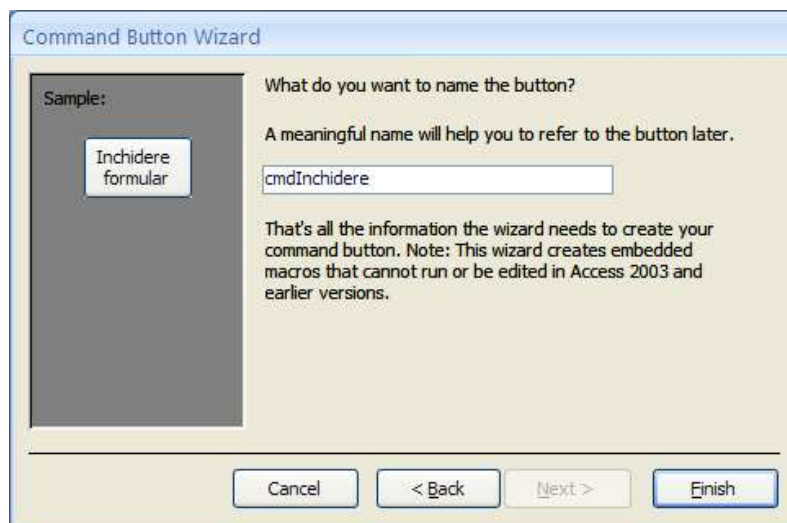 Command Button Wizard
Sample:
Inchidere
formular
What do you want to name the button?
A meaningful name will help you to refer to the button later.
cmdInchidere
That's all the information the wizard needs to create your
command button. Note: This wizard creates embedded
macros that cannot run or be edited in Access 2003 and
earlier versions.
Cancel
< Back
Next >
Finish